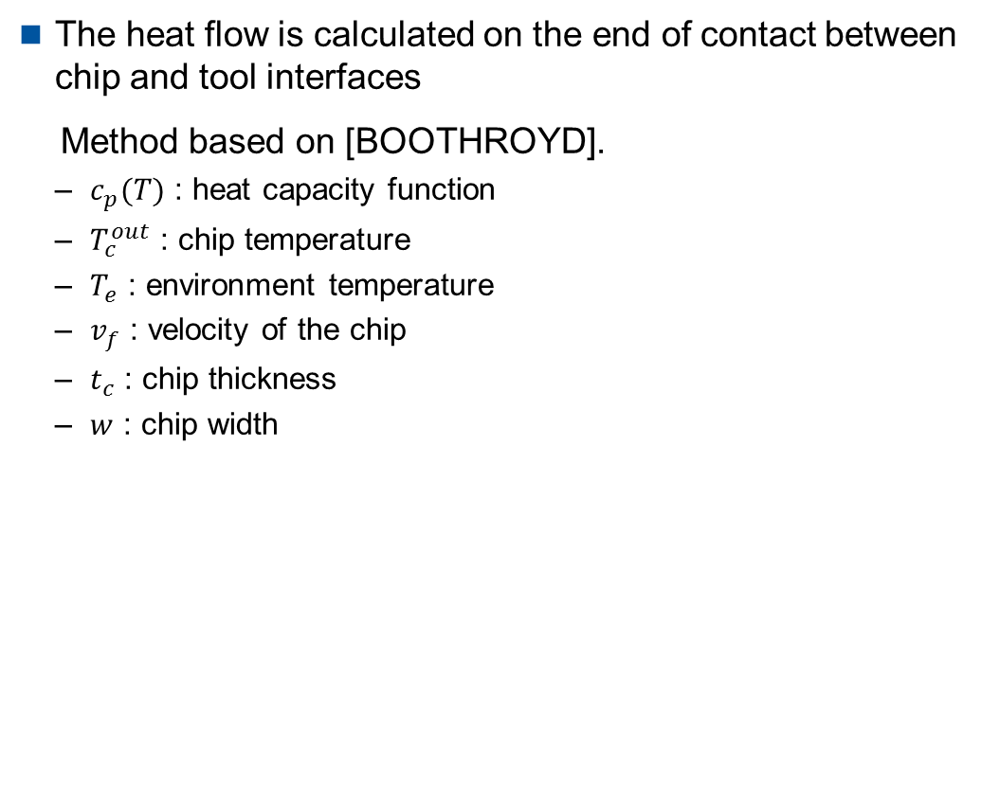 ■ The heat flow is calculated on the end of contact between
chip and tool interfaces
Method based on [BOOTHROYD].
– $c_p(T)$ : heat capacity function
– $T_c^{out}$ : chip temperature
– $T_e$ : environment temperature
– $v_f$ : velocity of the chip
– $t_c$ : chip thickness
– $w$ : chip width